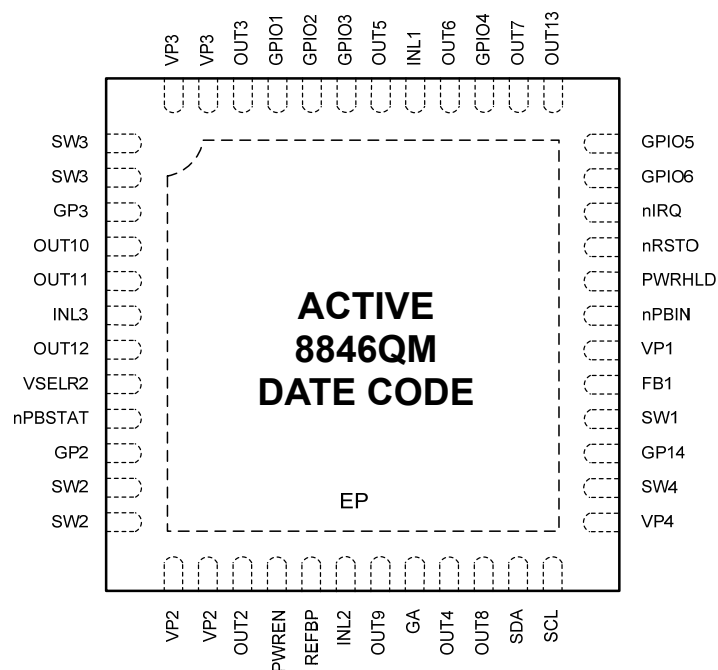 VP3
VP3
OUT3
GPIO1
GPIO2
GPIO3
OUT5
INL1
OUT6
GPIO4
OUT7
OUT13
SW3
SW3
GP3
OUT10
OUT11
INL3
OUT12
VSELR2
nPBSTAT
GP2
SW2
SW2
ACTIVE
8846QM
DATE CODE
EP
GPIO5
GPIO6
nIRQ
nRSTO
PWRHLD
nPBIN
VP1
FB1
SW1
GP14
SW4
VP4
VP2
VP2
OUT2
PWREN
REFBP
INL2
OUT9
GA
OUT4
OUT8
SDA
SCL